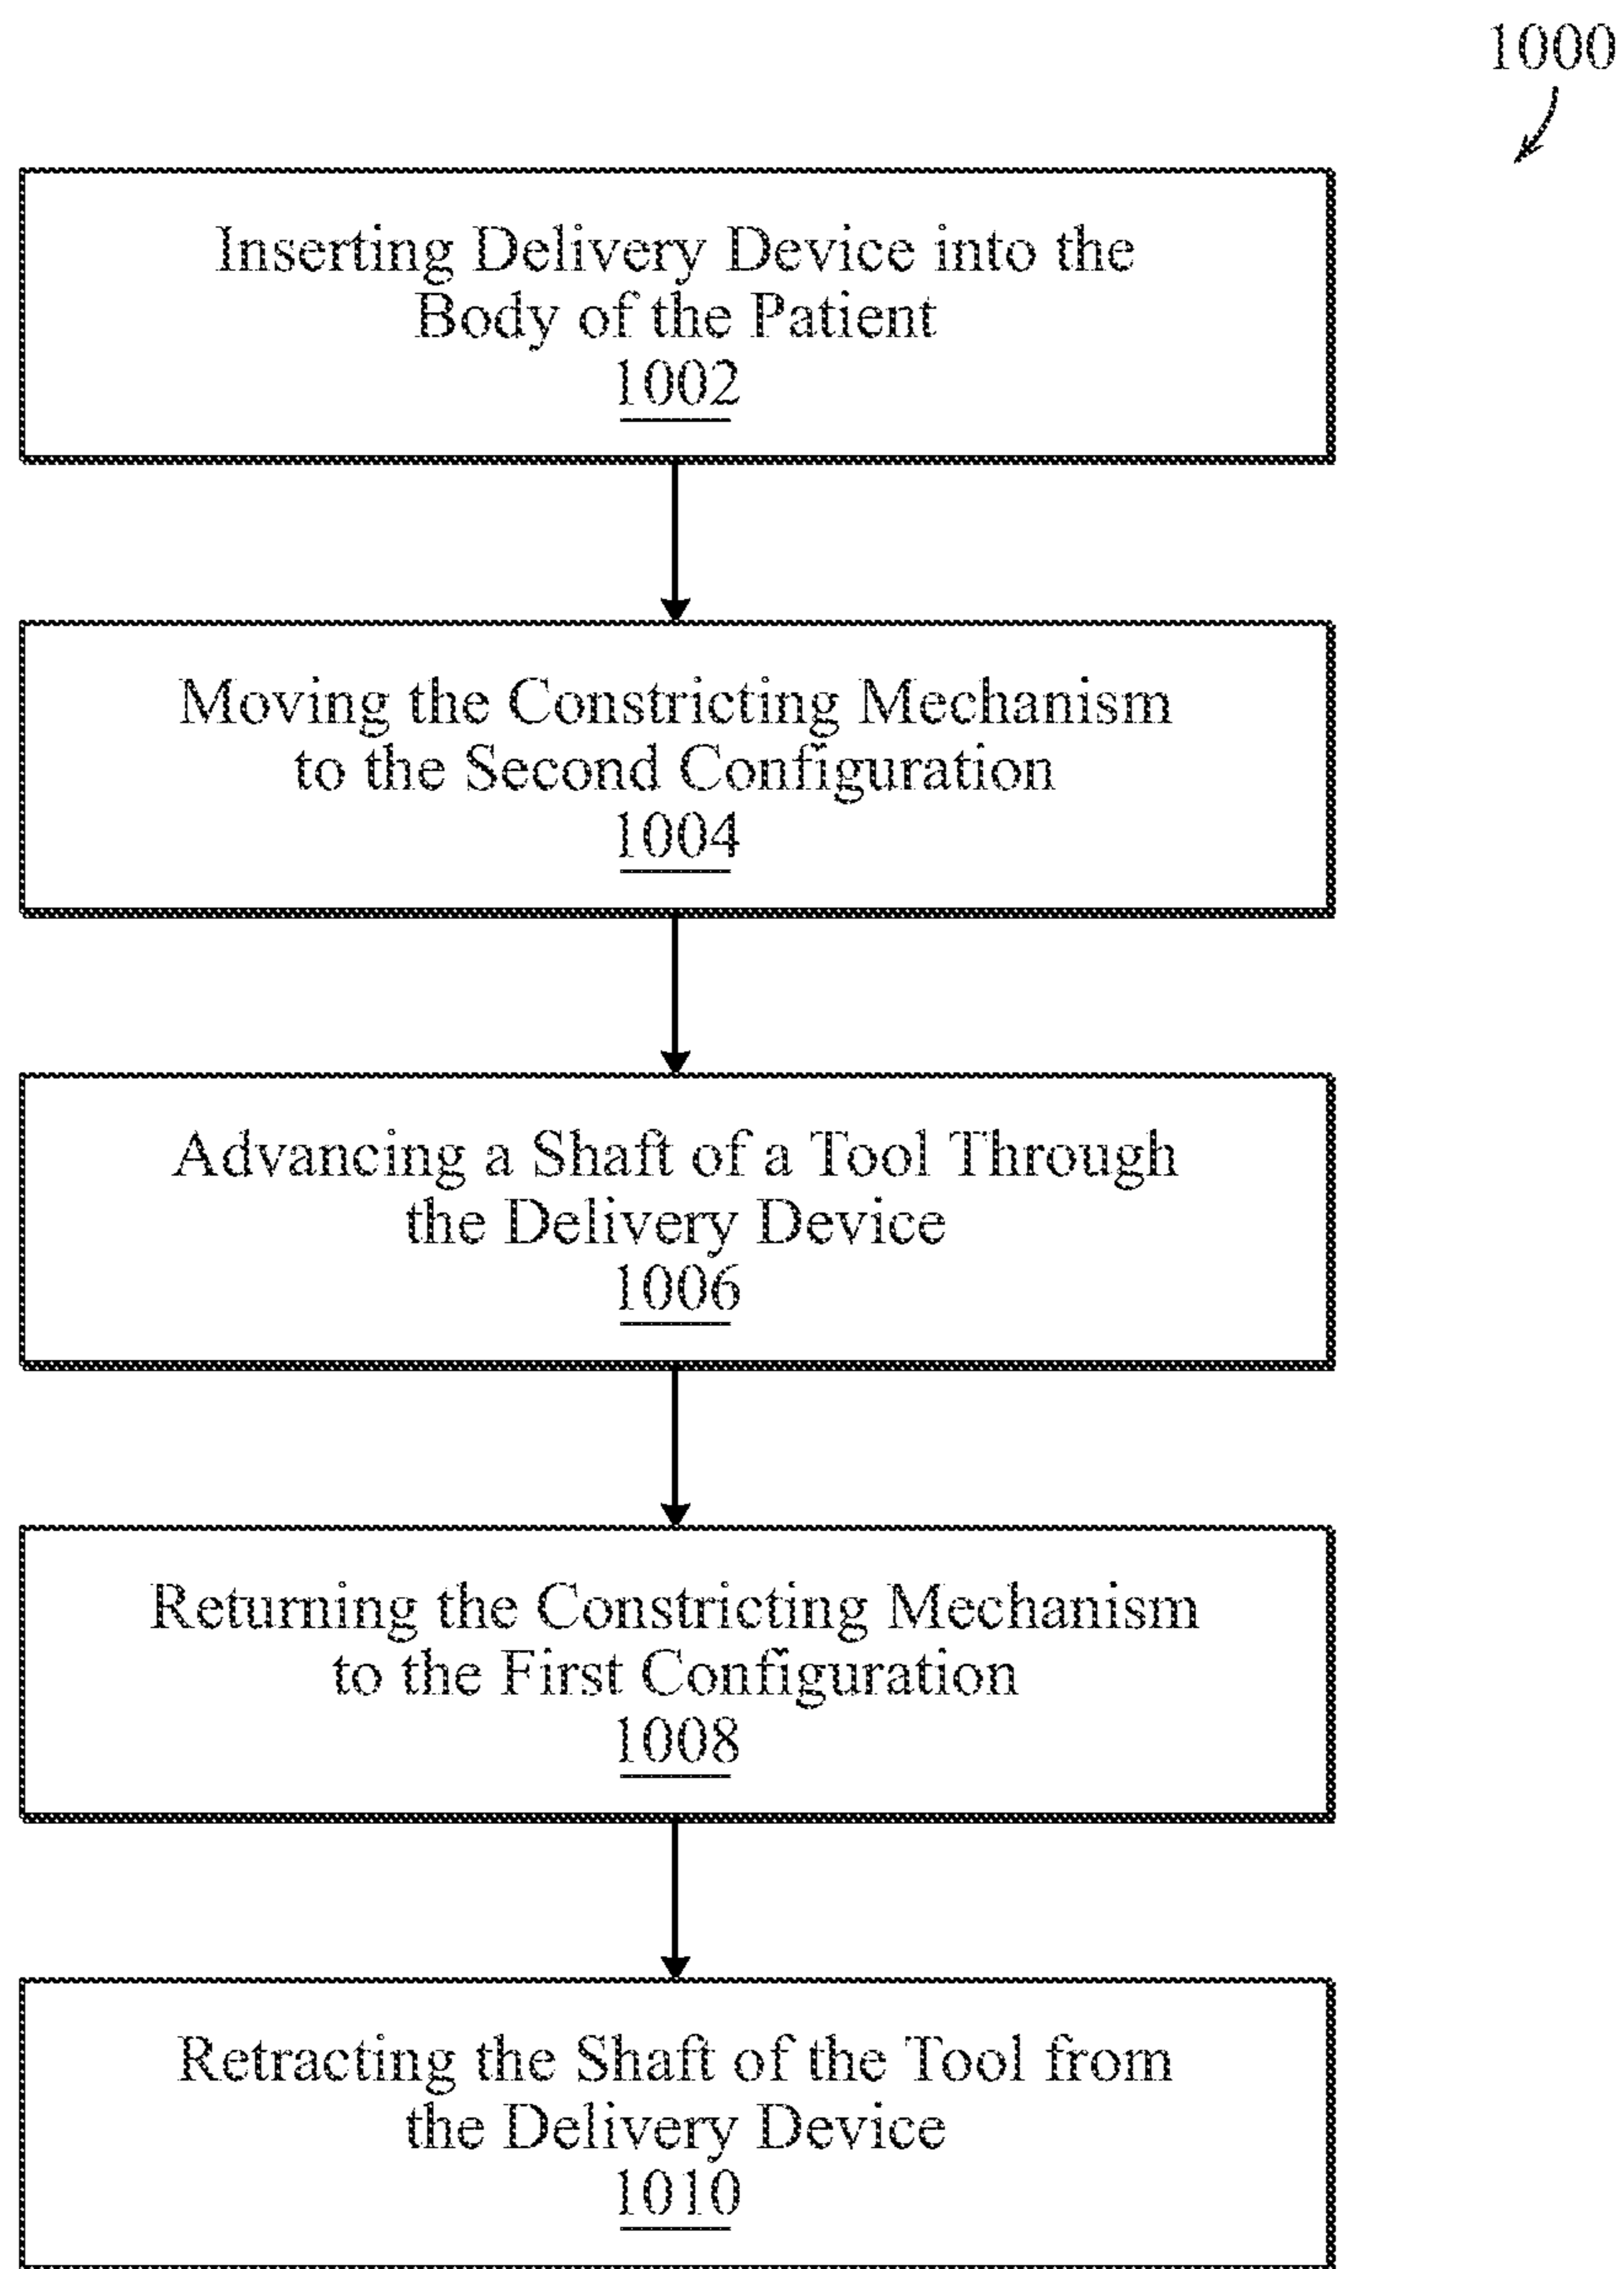 1000
Inserting Delivery Device into the
Body of the Patient
1002
Moving the Constricting Mechanism
to the Second Configuration
1004
Advancing a Shaft of a Tool Through
the Delivery Device
1006
Returning the Constricting Mechanism
to the First Configuration
1008
Retracting the Shaft of the Tool from
the Delivery Device
1010